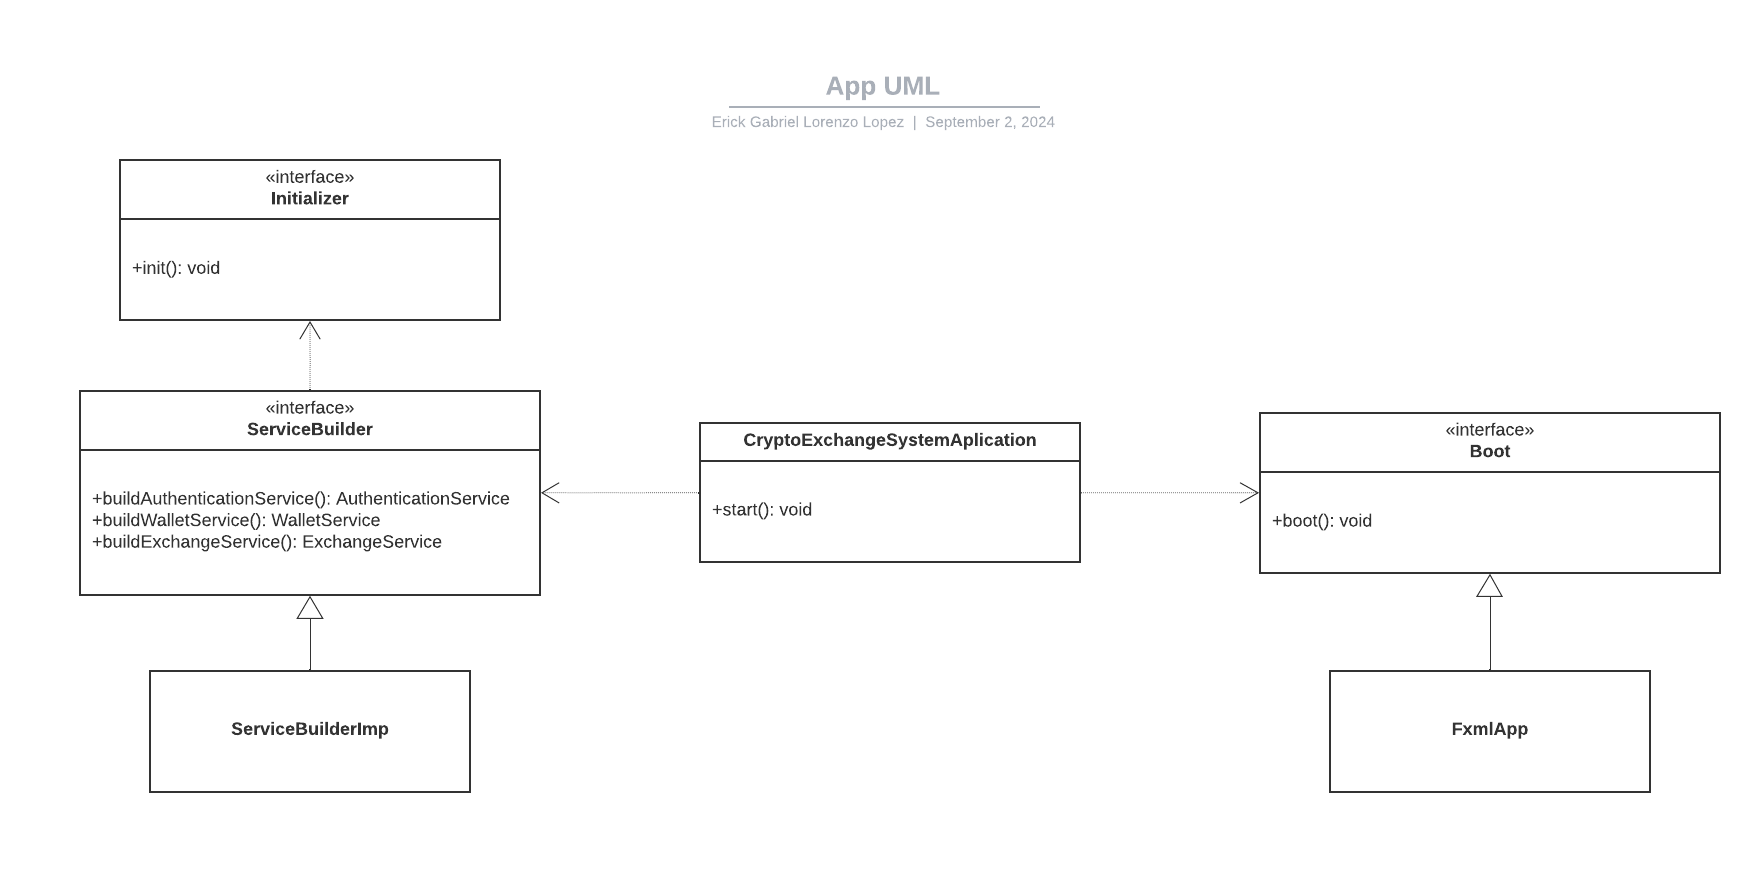 App UML
Erick Gabriel Lorenzo Lopez | September 2, 2024
«interface»
Initializer
+init(): void
«interface»
ServiceBuilder
+buildAuthenticationService(): AuthenticationService
+buildWalletService(): WalletService
+buildExchangeService(): ExchangeService
CryptoExchangeSystemAplication
+start(): void
«interface»
Boot
+boot(): void
ServiceBuilderImp
FxmlApp